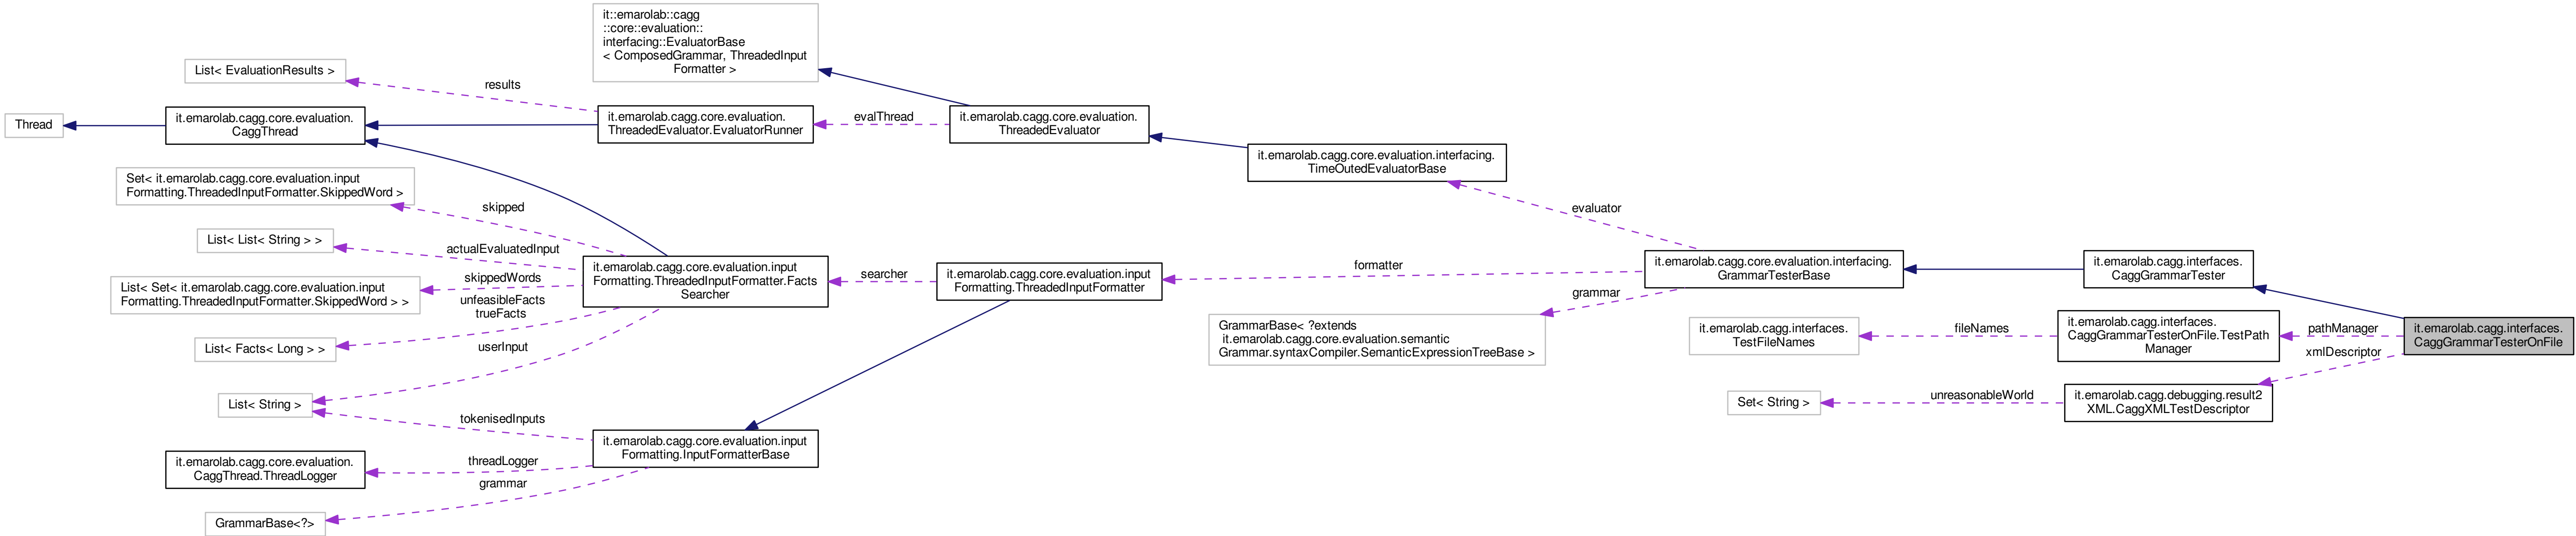 it::emarolab::cagg
::core::evaluation::
interfacing::EvaluatorBase
< ComposedGrammar, ThreadedInput
Formatter >
List< EvaluationResults >
results
Thread
it.emarolab.cagg.core.evaluation.
CaggThread
it.emarolab.cagg.core.evaluation.
ThreadedEvaluator.EvaluatorRunner
evalThread
it.emarolab.cagg.core.evaluation.
ThreadedEvaluator
it.emarolab.cagg.core.evaluation.interfacing.
TimeOutedEvaluatorBase
Set< it.emarolab.cagg.core.evaluation.input
Formatting.ThreadedInputFormatter.SkippedWord >
skipped
evaluator
List< List< String > >
actualEvaluatedInput
List< Set< it.emarolab.cagg.core.evaluation.input
Formatting.ThreadedInputFormatter.SkippedWord > >
skippedWords
unfeasibleFacts
trueFacts
it.emarolab.cagg.core.evaluation.input
Formatting.ThreadedInputFormatter.Facts
Searcher
searcher
it.emarolab.cagg.core.evaluation.input
Formatting.ThreadedInputFormatter
formatter
it.emarolab.cagg.core.evaluation.interfacing.
GrammarTesterBase
it.emarolab.cagg.interfaces.
CaggGrammarTester
grammar
GrammarBase< ?extends
it.emarolab.cagg.core.evaluation.semantic
Grammar.syntaxCompiler.SemanticExpressionTreeBase >
it.emarolab.cagg.interfaces.
TestFileNames
fileNames
it.emarolab.cagg.interfaces.
CaggGrammarTesterOnFile.TestPath
Manager
pathManager
xmlDescriptor
it.emarolab.cagg.interfaces.
CaggGrammarTesterOnFile
List< Facts< Long > >
userInput
List< String >
tokenisedInputs
Set< String >
unreasonableWorld
it.emarolab.cagg.debugging.result2
XML.CaggXMLTestDescriptor
it.emarolab.cagg.core.evaluation.input
Formatting.InputFormatterBase
it.emarolab.cagg.core.evaluation.
CaggThread.ThreadLogger
threadLogger
grammar
GrammarBase<?>